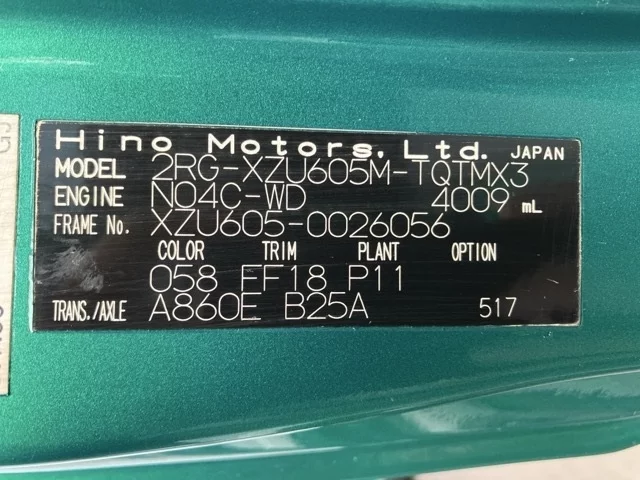 Hino Motors, Ltd. JAPAN
MODEL 2RG-XZU605M-TQTMX3
ENGINE N04C-WD 4009 mL
FRAME No. XZU605-0026056
COLOR TRIM PLANT OPTION
058 EF18 P11
TRANS./AXLE A860E B25A 517